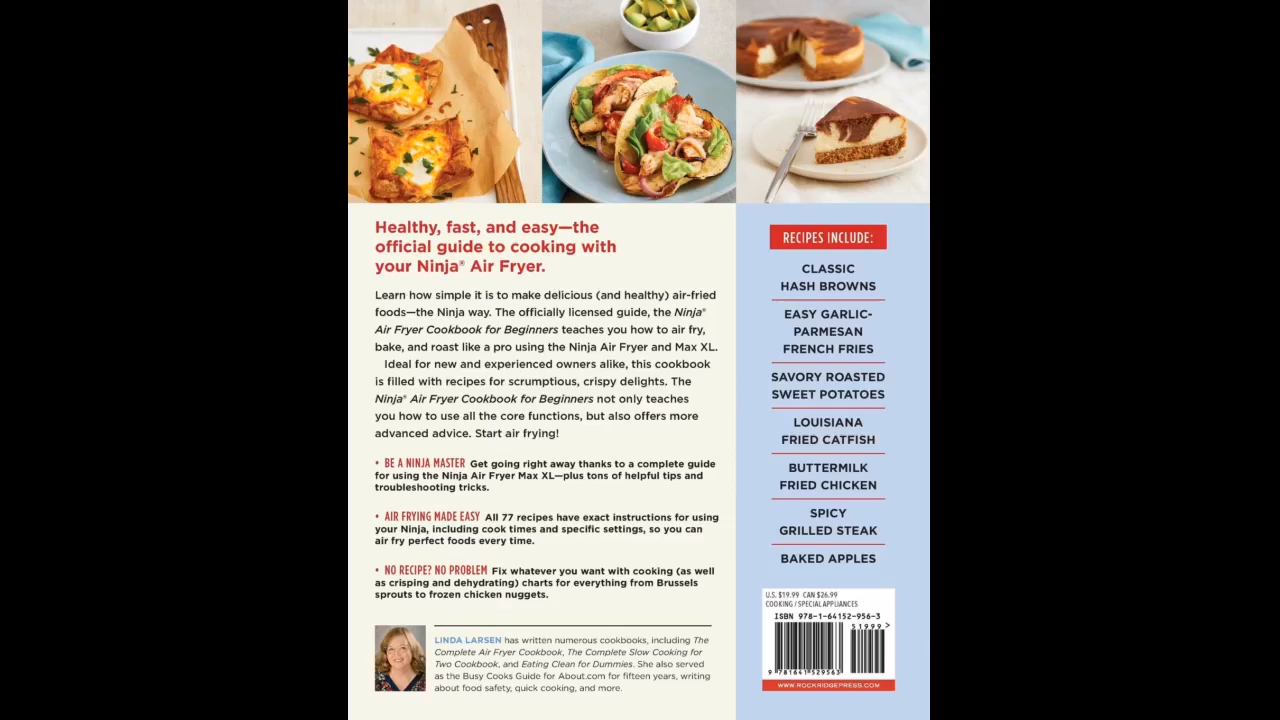 Healthy, fast, and easy—the
official guide to cooking with
your Ninja® Air Fryer.
Learn how simple it is to make delicious (and healthy) air-fried
foods—the Ninja way. The officially licensed guide, the Ninja®
Air Fryer Cookbook for Beginners teaches you how to air fry,
bake, and roast like a pro using the Ninja Air Fryer and Max XL.
Ideal for new and experienced owners alike, this cookbook
is filled with recipes for scrumptious, crispy delights. The
Ninja® Air Fryer Cookbook for Beginners not only teaches
you how to use all the core functions, but also offers more
advanced advice. Start air frying!
• BE A NINJA MASTER Get going right away thanks to a complete guide
for using the Ninja Air Fryer Max XL—plus tons of helpful tips and
troubleshooting tricks.
• AIR FRYING MADE EASY All 77 recipes have exact instructions for using
your Ninja, including cook times and specific settings, so you can
air fry perfect foods every time.
• NO RECIPE? NO PROBLEM Fix whatever you want with cooking (as well
as crisping and dehydrating) charts for everything from Brussels
sprouts to frozen chicken nuggets.
LINDA LARSEN has written numerous cookbooks, including The
Complete Air Fryer Cookbook, The Complete Slow Cooking for
Two Cookbook, and Eating Clean for Dummies. She also served
as the Busy Cooks Guide for About.com for fifteen years, writing
about food safety, quick cooking, and more.
RECIPES INCLUDE:
CLASSIC
HASH BROWNS
EASY GARLIC-
PARMESAN
FRENCH FRIES
SAVORY ROASTED
SWEET POTATOES
LOUISIANA
FRIED CATFISH
BUTTERMILK
FRIED CHICKEN
SPICY
GRILLED STEAK
BAKED APPLES
U.S. $19.99 CAN $26.99
COOKING / SPECIAL APPLIANCES
ISBN 978-1-64152-956-3
51999>
9 781641 529563
WWW.ROCKRIDGEPRESS.COM